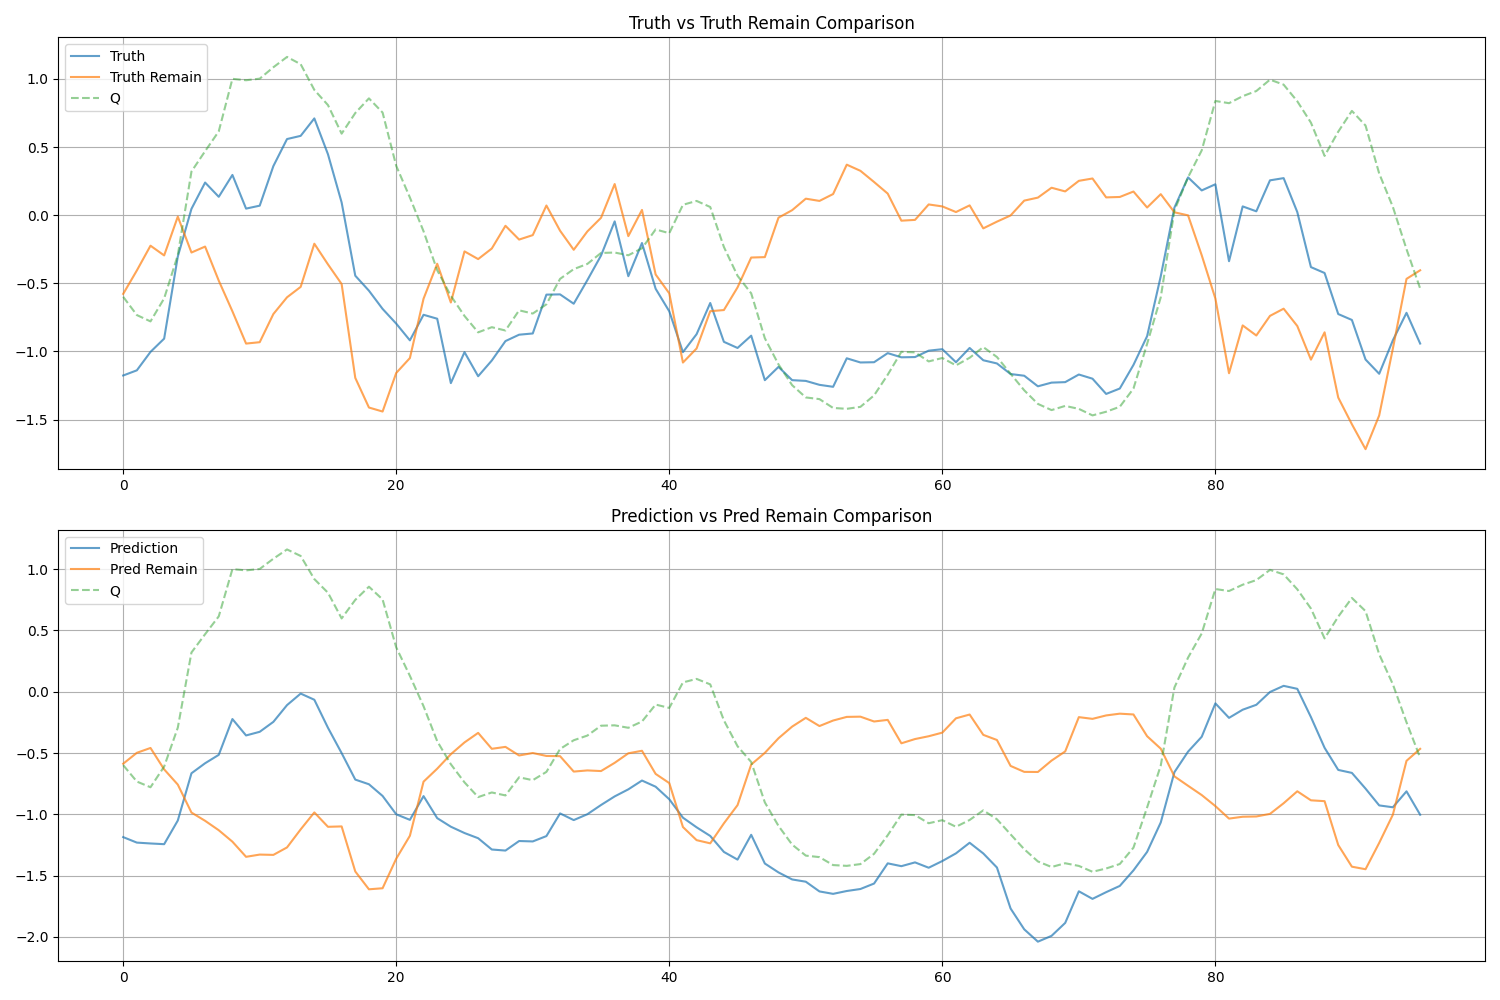 Truth vs Truth Remain Comparison
Truth
Truth Remain
Q
1.0
0.5
0.0
−0.5
−1.0
−1.5
0 20 40 60 80
Prediction vs Pred Remain Comparison
Prediction
Pred Remain
Q
1.0
0.5
0.0
−0.5
−1.0
−1.5
−2.0
0 20 40 60 80